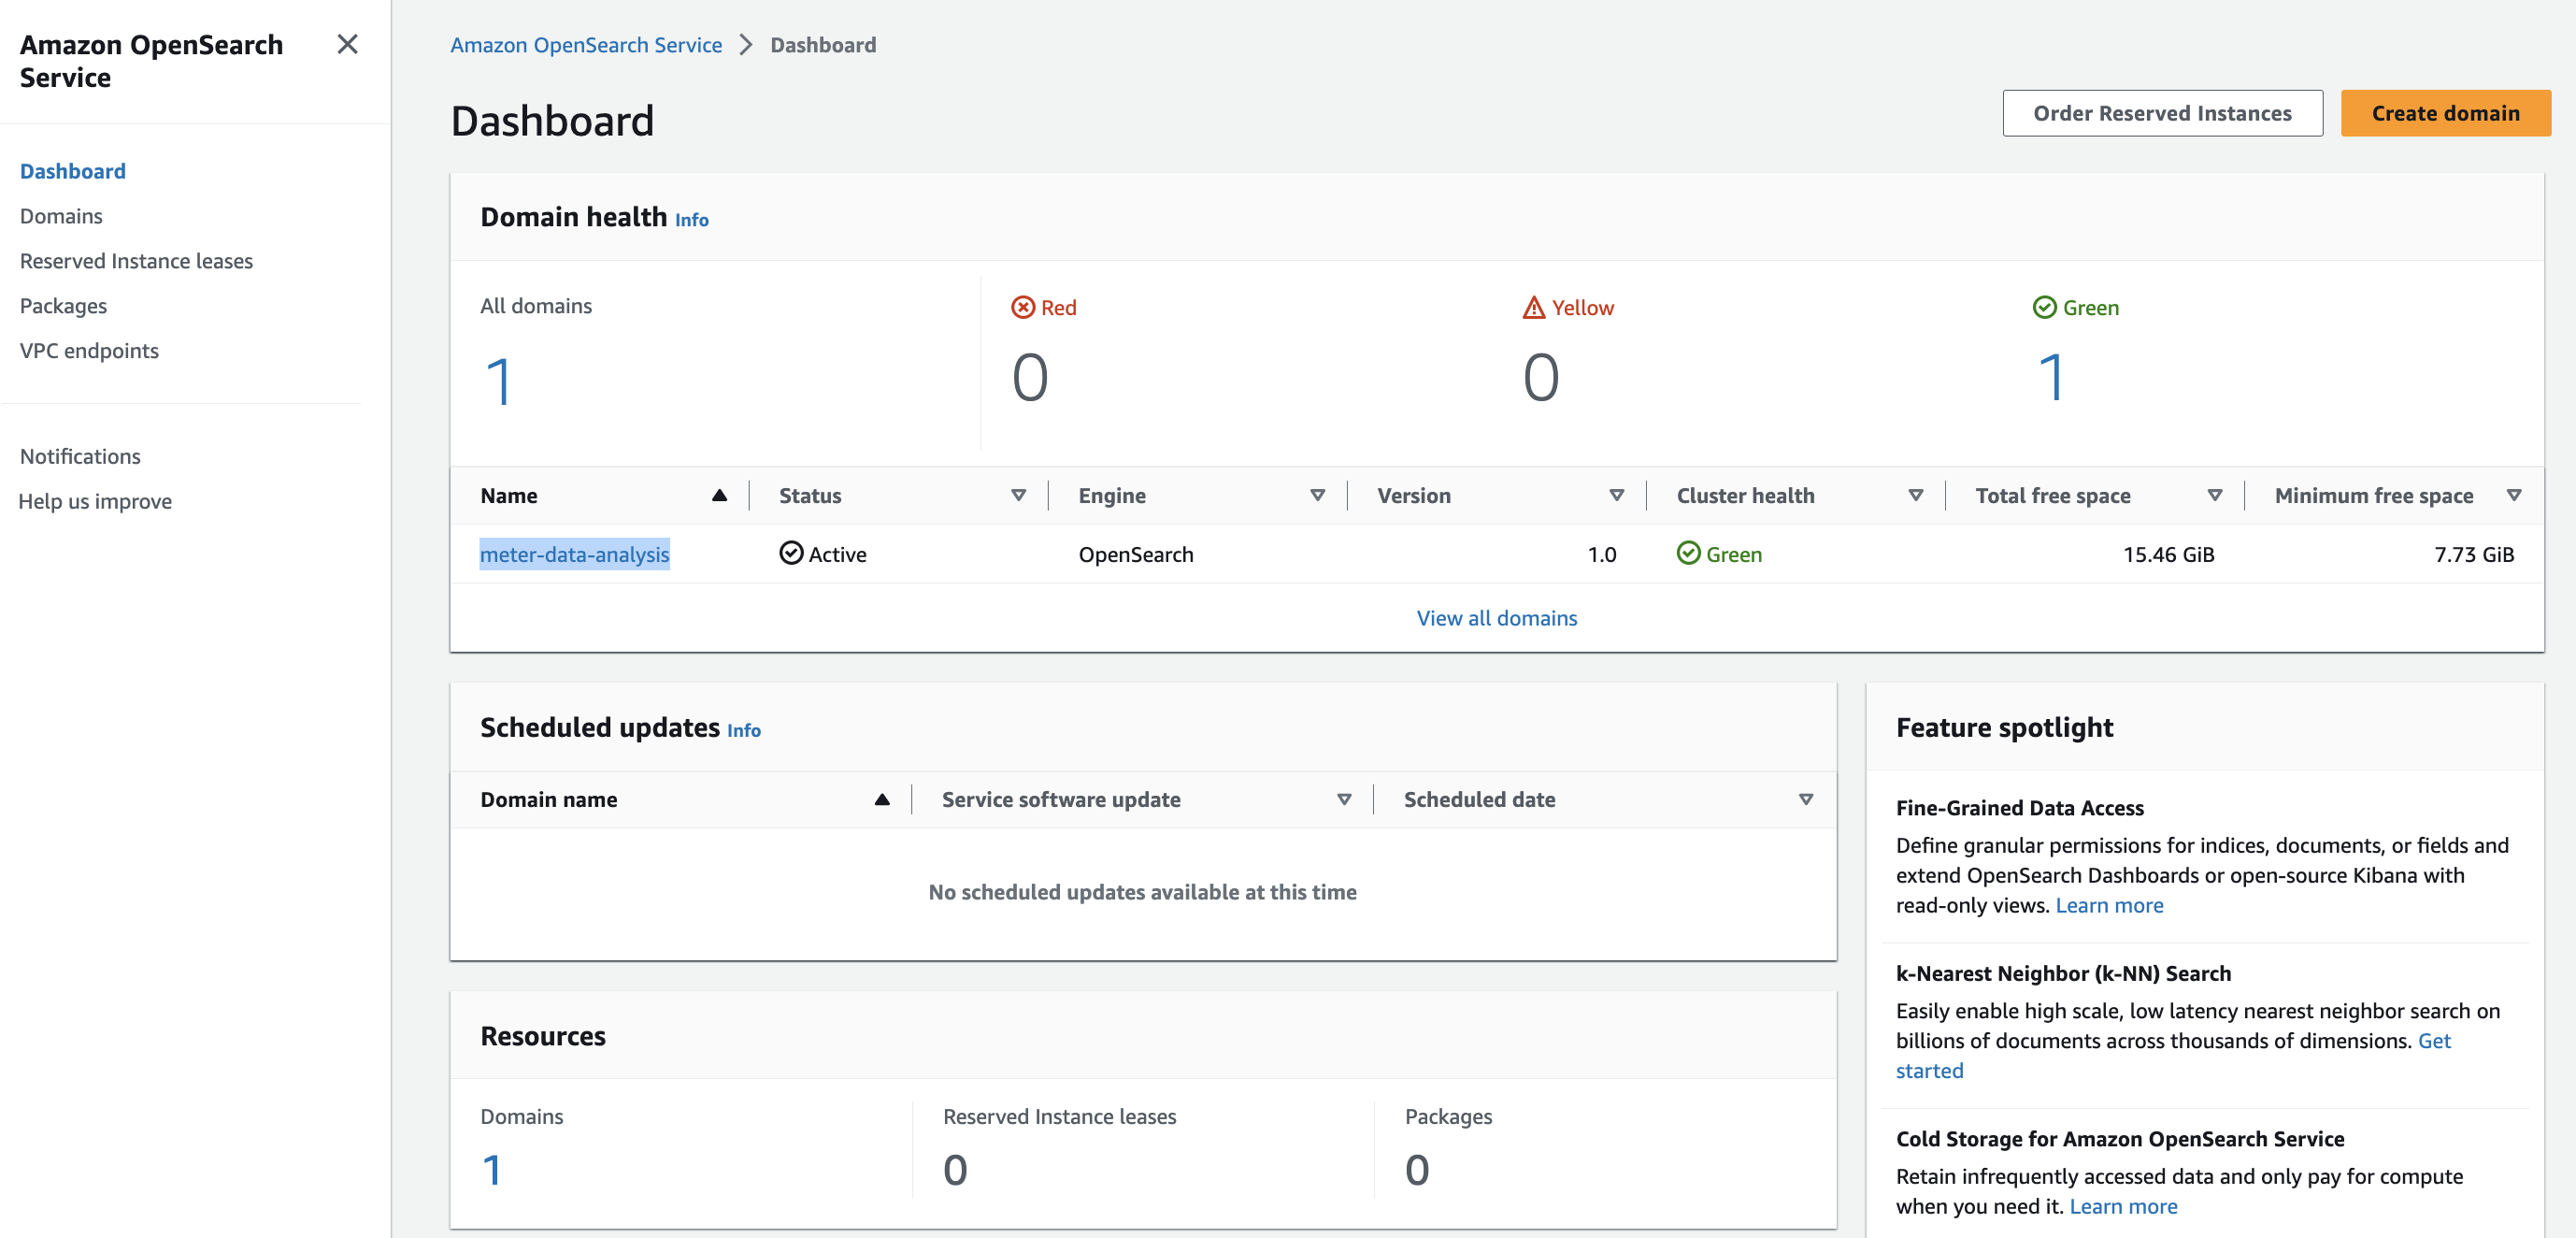 Amazon OpenSearch
Service
Dashboard
Domains
Reserved Instance leases
Packages
VPC endpoints
Notifications
Help us improve
Amazon OpenSearch Service Dashboard
Dashboard
Order Reserved Instances Create domain
Domain health Info
All domains Red Yellow Green
1 0 0 1
Name Status Engine Version Cluster health Total free space Minimum free space
meter-data-analysis Active OpenSearch 1.0 Green 15.46 GiB 7.73 GiB
View all domains
Scheduled updates Info
Domain name Service software update Scheduled date
No scheduled updates available at this time
Resources
Domains Reserved Instance leases Packages
1 0 0
Feature spotlight
Fine-Grained Data Access
Define granular permissions for indices, documents, or fields and
extend OpenSearch Dashboards or open-source Kibana with
read-only views. Learn more
k-Nearest Neighbor (k-NN) Search
Easily enable high scale, low latency nearest neighbor search on
billions of documents across thousands of dimensions. Get
started
Cold Storage for Amazon OpenSearch Service
Retain infrequently accessed data and only pay for compute
when you need it. Learn more